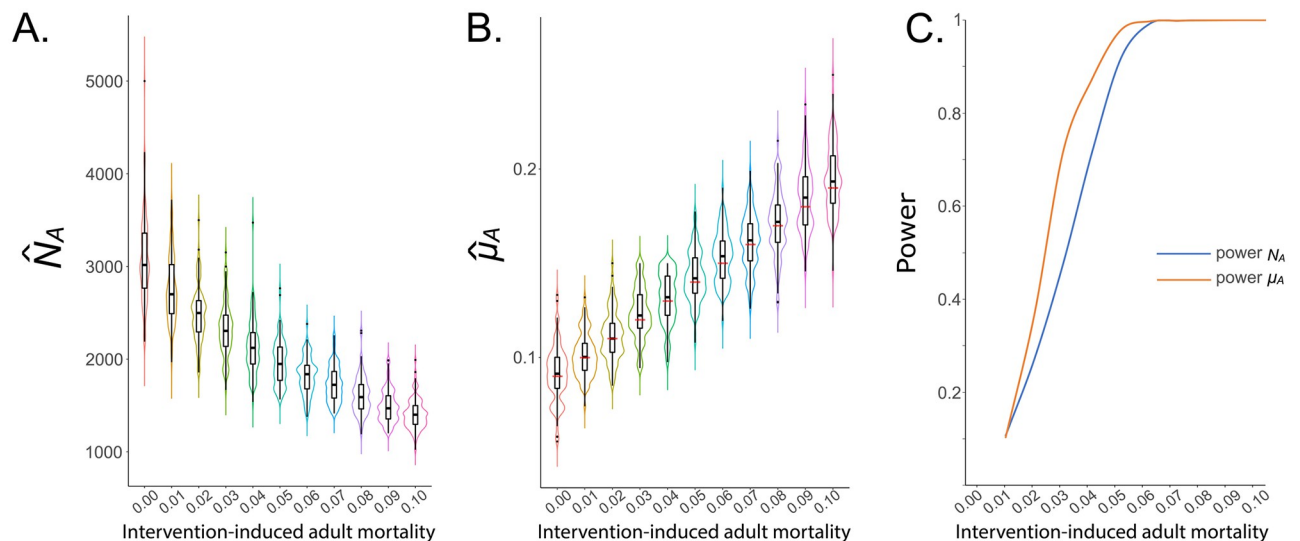 A.
N̂A
5000
4000
3000
2000
1000
0.00 0.01 0.02 0.03 0.04 0.05 0.06 0.07 0.08 0.09 0.10
Intervention-induced adult mortality
B.
μ̂A
0.2
0.1
0.00 0.01 0.02 0.03 0.04 0.05 0.06 0.07 0.08 0.09 0.10
Intervention-induced adult mortality
C.
Power
1
0.8
0.6
0.4
0.2
power NA
power μA
0.00 0.01 0.02 0.03 0.04 0.05 0.06 0.07 0.08 0.09 0.10
Intervention-induced adult mortality